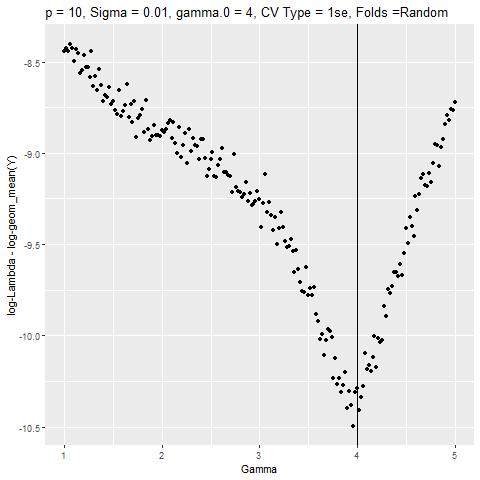 p = 10, Sigma = 0.01, gamma.0 = 4, CV Type = 1se, Folds =Random
log-Lambda - log-geom_mean(Y)
-8.5
-9.0
-9.5
-10.0
-10.5
1 2 3 4 5
Gamma